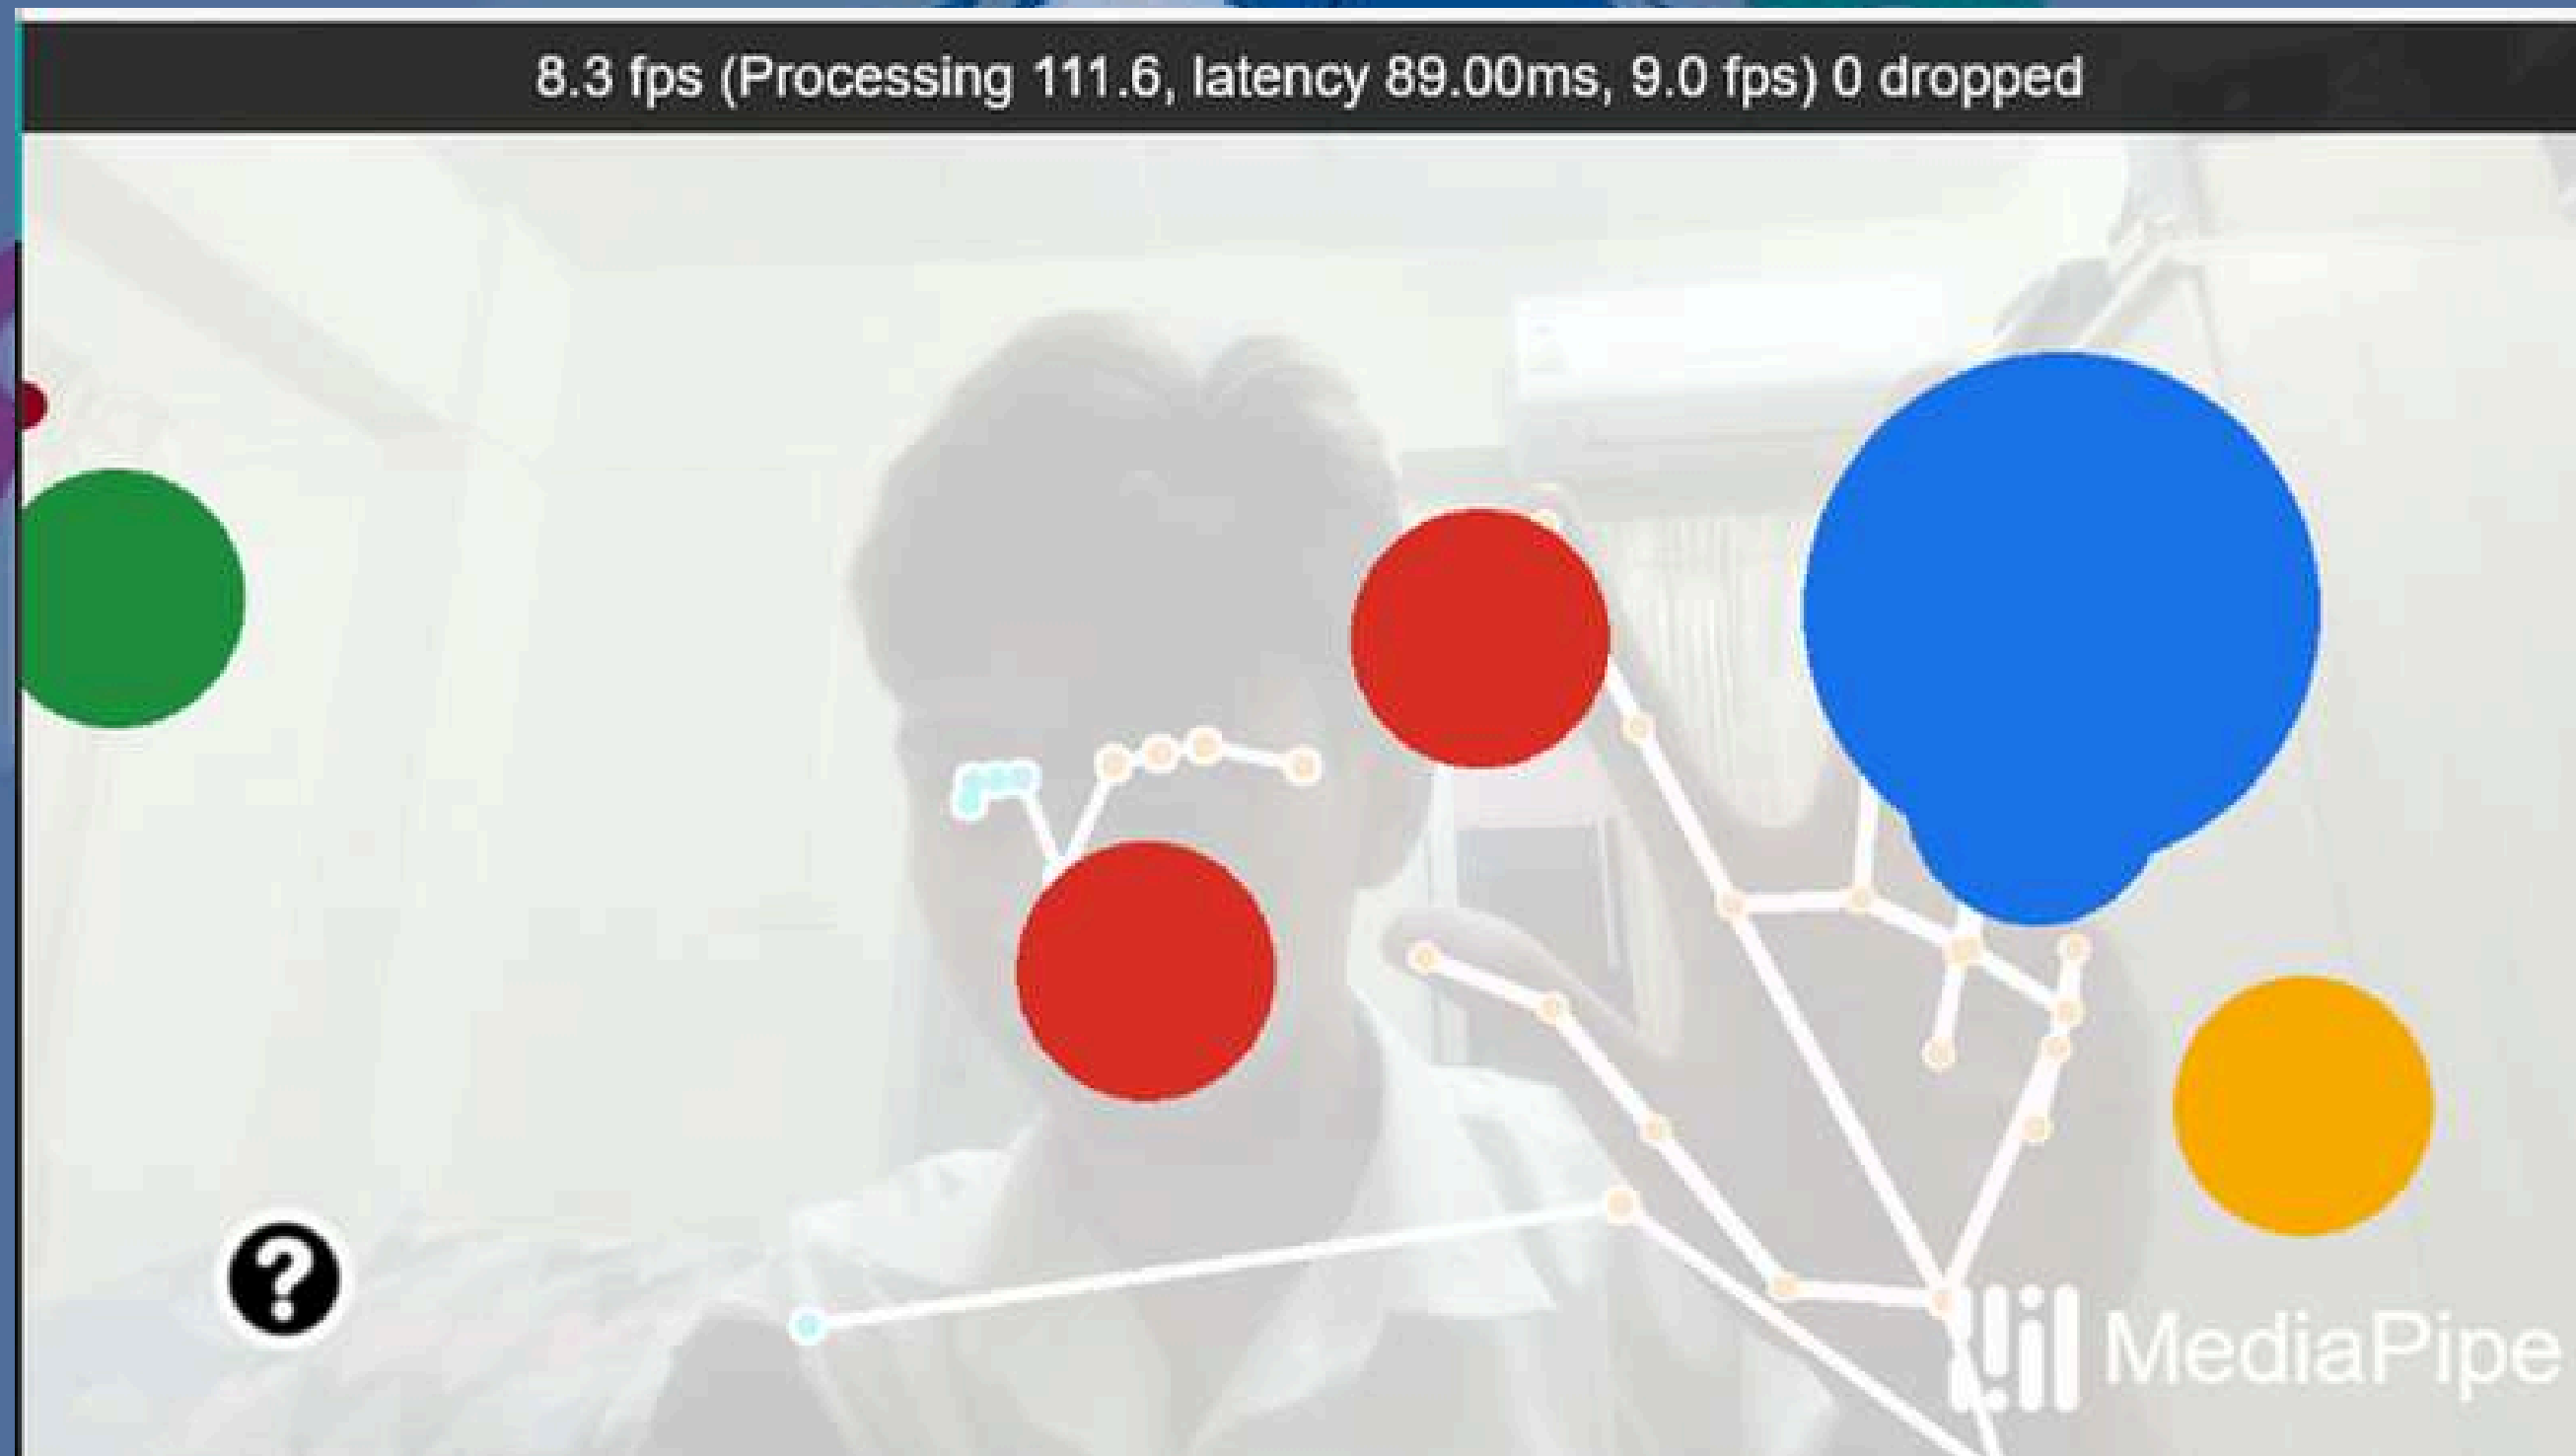 8.3 fps (Processing 111.6, latency 89.00ms, 9.0 fps) 0 dropped
?
MediaPipe